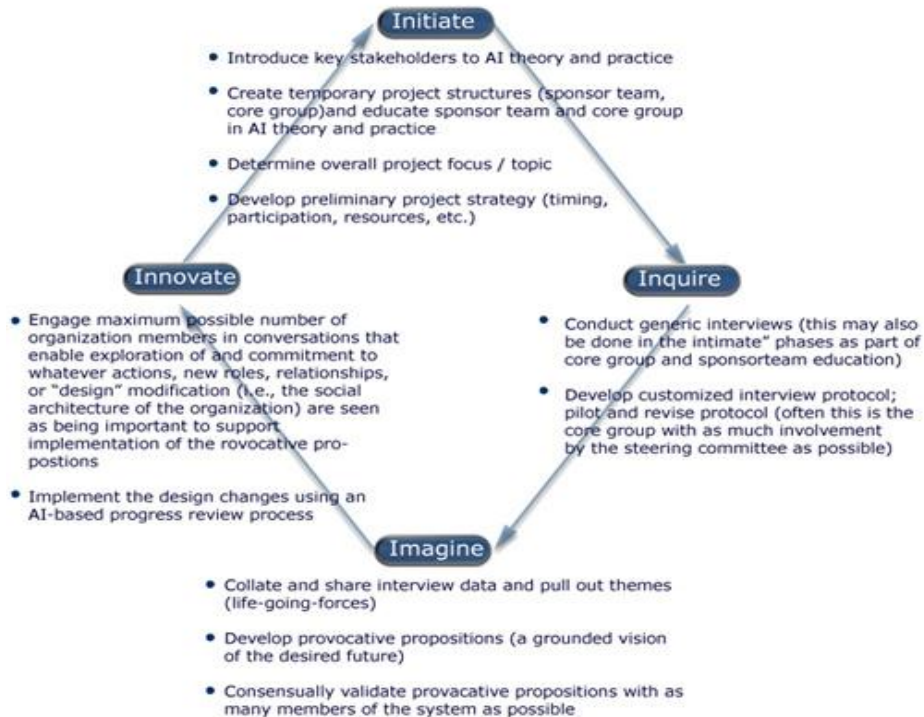 Initiate
• Introduce key stakeholders to AI theory and practice
• Create temporary project structures (sponsor team,
core group)and educate sponsor team and core group
in AI theory and practice
• Determine overall project focus / topic
• Develop preliminary project strategy (timing,
participation, resources, etc.)
Inquire
• Conduct generic interviews (this may also
be done in the intimate” phases as part of
core group and sponsorteam education)
• Develop customized interview protocol;
pilot and revise protocol (often this is the
core group with as much involvement
by the steering committee as possible)
Imagine
• Collate and share interview data and pull out themes
(life-going-forces)
• Develop provocative propositions (a grounded vision
of the desired future)
• Consensually validate provacative propositions with as
many members of the system as possible
Innovate
• Engage maximum possible number of
organization members in conversations that
enable exploration of and commitment to
whatever actions, new roles, relationships,
or “design” modification (i.e., the social
architecture of the organization) are seen
as being important to support
implementation of the rovocative pro-
postions
• Implement the design changes using an
AI-based progress review process